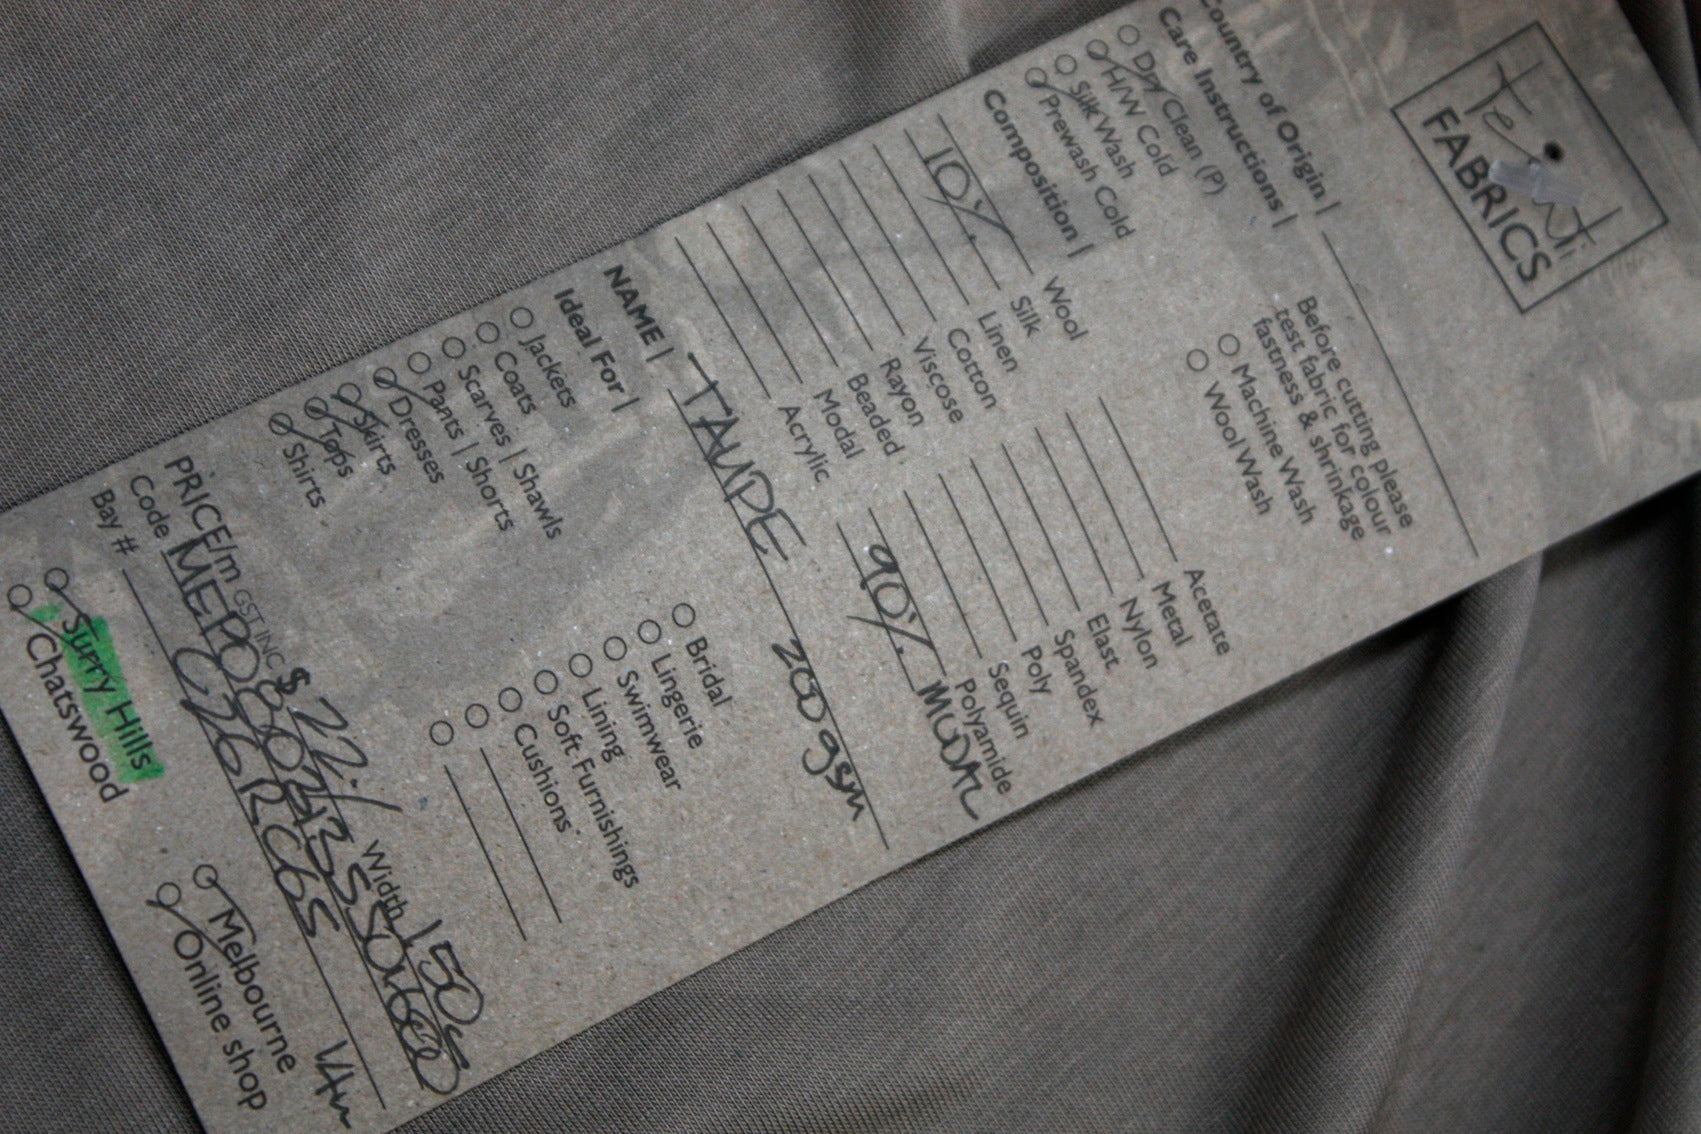 FABRICS
Country of Origin |
Care Instructions |
Dry Clean (P)
H/W Cold
Silk Wash
Prewash Cold
Before cutting please
test fabric for colour
fastness & shrinkage
Machine Wash
Wool Wash
Composition |
Wool
10% Silk
Linen
Cotton
Viscose
Rayon
Beaded
Modal
Acrylic
Acetate
Metal
Nylon
Elast
Spandex
Poly
Sequin
Polyamide
90% MODAL
NAME | TAUPE 200gsm
Ideal For |
Jackets
Coats
Scarves | Shawls
Pants | Shorts
Dresses
Skirts
Tops
Shirts
Bridal
Lingerie
Swimwear
Lining
Soft Furnishings
Cushions
PRICE/m GST INC $22.- Width 150
Code
Bay #
Surry Hills
Chatswood
Melbourne
Online shop